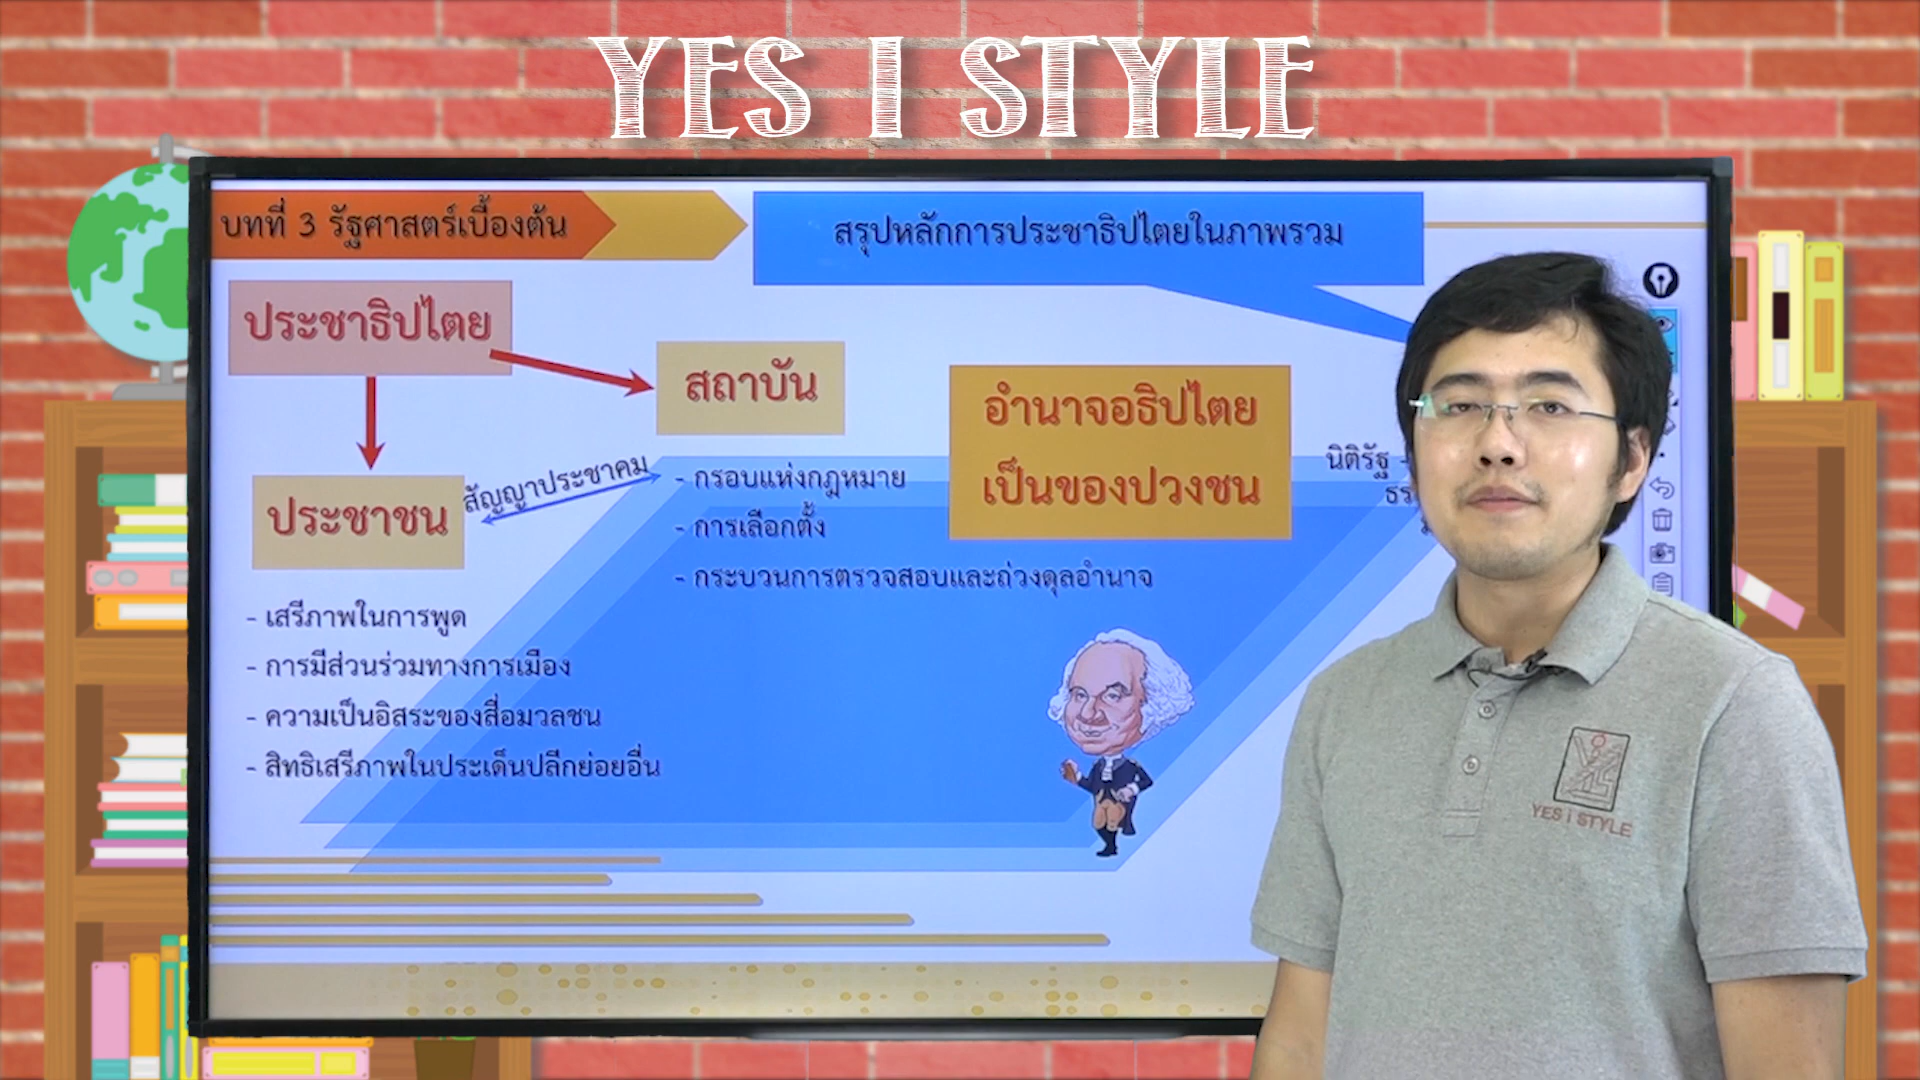 YES I STYLE
บทที่ 3 รัฐศาสตร์เบื้องต้น
สรุปหลักการประชาธิปไตยในภาพรวม
ประชาธิปไตย
สถาบัน
อำนาจอธิปไตย
เป็นของปวงชน
ประชาชน
สัญญาประชาคม
- กรอบแห่งกฎหมาย
- การเลือกตั้ง
- กระบวนการตรวจสอบและถ่วงดุลอำนาจ
นิติรัฐ -
- เสรีภาพในการพูด
- การมีส่วนร่วมทางการเมือง
- ความเป็นอิสระของสื่อมวลชน
- สิทธิเสรีภาพในประเด็นปลีกย่อยอื่น
YES i STYLE